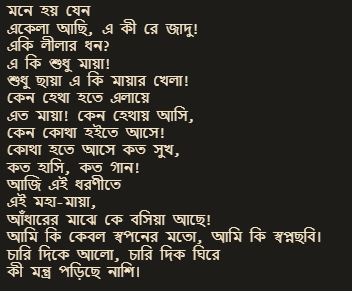 মনে হয় যেন
একেলা আছি, এ কী রে জাদু!
একি লীলার ধন?
এ কি শুধু মায়া!
শুধু ছায়া এ কি মায়ার খেলা!
কেন হেথা হতে এলায়ে
এত মায়া! কেন হেথায় আসি,
কেন কোথা হইতে আসে!
কোথা হতে আসে কত সুখ,
কত হাসি, কত গান!
আজি এই ধরণীতে
এই মহা-মায়া,
আঁধারের মাঝে কে বসিয়া আছে!
আমি কি কেবল স্বপনের মতো, আমি কি স্বপ্নছবি।
চারি দিকে আলো, চারি দিক ঘিরে
কী মন্ত্র পড়িছে নাশি।